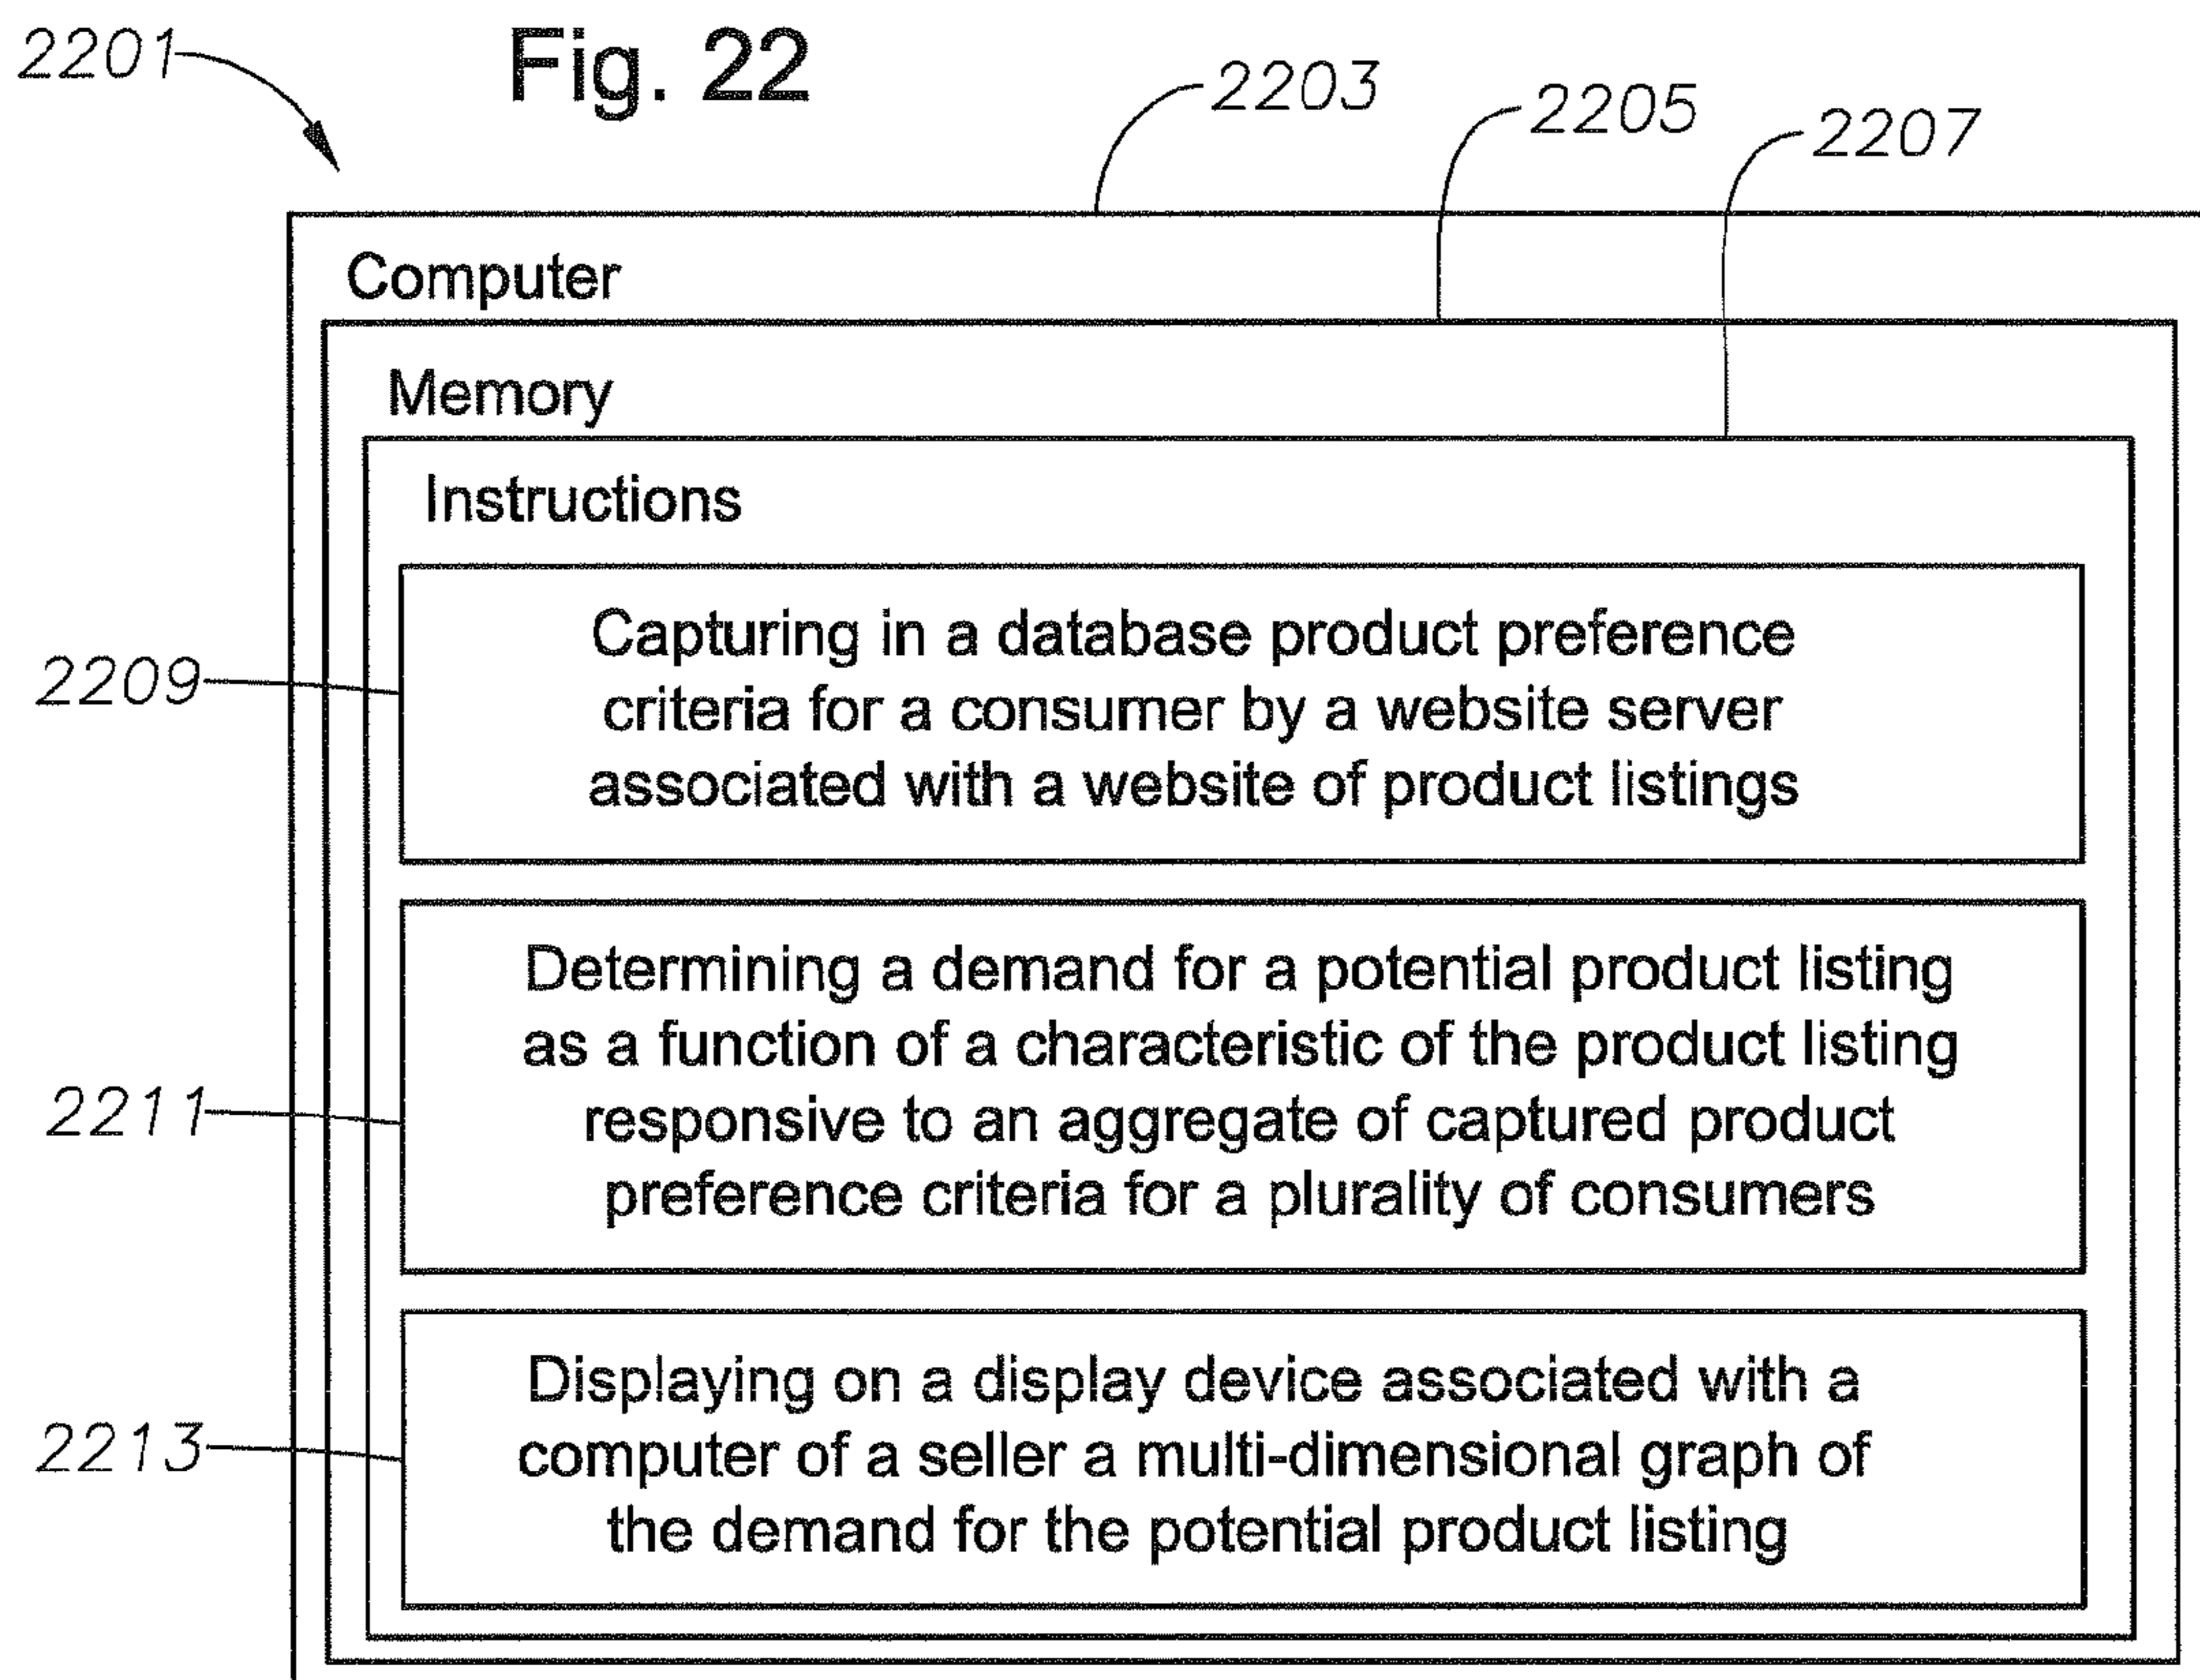 Fig. 22
2201
2203
2205
2207
Computer
Memory
Instructions
2209
Capturing in a database product preference
criteria for a consumer by a website server
associated with a website of product listings
2211
Determining a demand for a potential product listing
as a function of a characteristic of the product listing
responsive to an aggregate of captured product
preference criteria for a plurality of consumers
2213
Displaying on a display device associated with a
computer of a seller a multi-dimensional graph of
the demand for the potential product listing